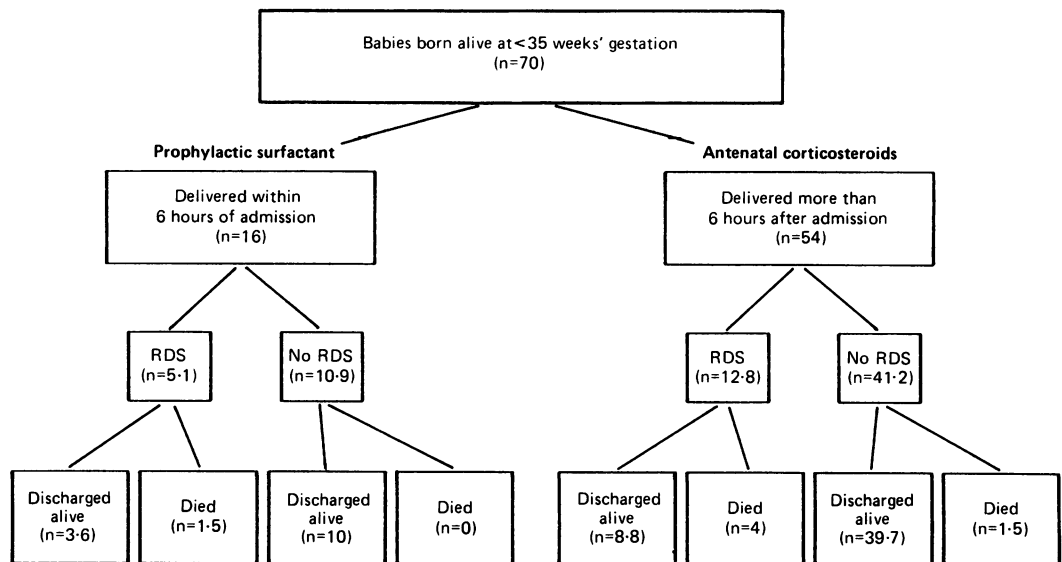 Babies born alive at<35 weeks' gestation
(n=70)
Prophylactic surfactant
Antenatal corticosteroids
Delivered within
6 hours of admission
(n=16)
Delivered more than
6 hours after admission
(n=54)
RDS
(n=5·1)
No RDS
(n=10·9)
RDS
(n=12·8)
No RDS
(n=41·2)
Discharged
alive
(n=3·6)
Died
(n=1·5)
Discharged
alive
(n=10)
Died
(n=0)
Discharged
alive
(n=8·8)
Died
(n=4)
Discharged
alive
(n=39·7)
Died
(n=1·5)